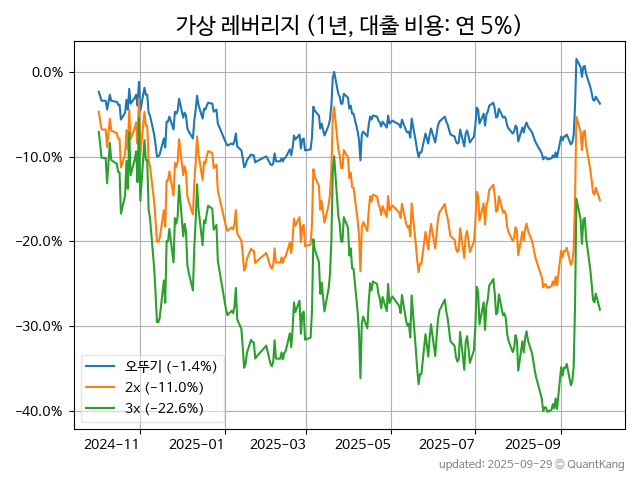 가상 레버리지 (1년, 대출 비용: 연 5%)
0.0%
−10.0%
−20.0%
−30.0%
−40.0%
오뚜기 (−1.4%)
2x (−11.0%)
3x (−22.6%)
2024-11
2025-01
2025-03
2025-05
2025-07
2025-09
updated: 2025-09-29 © QuantKang